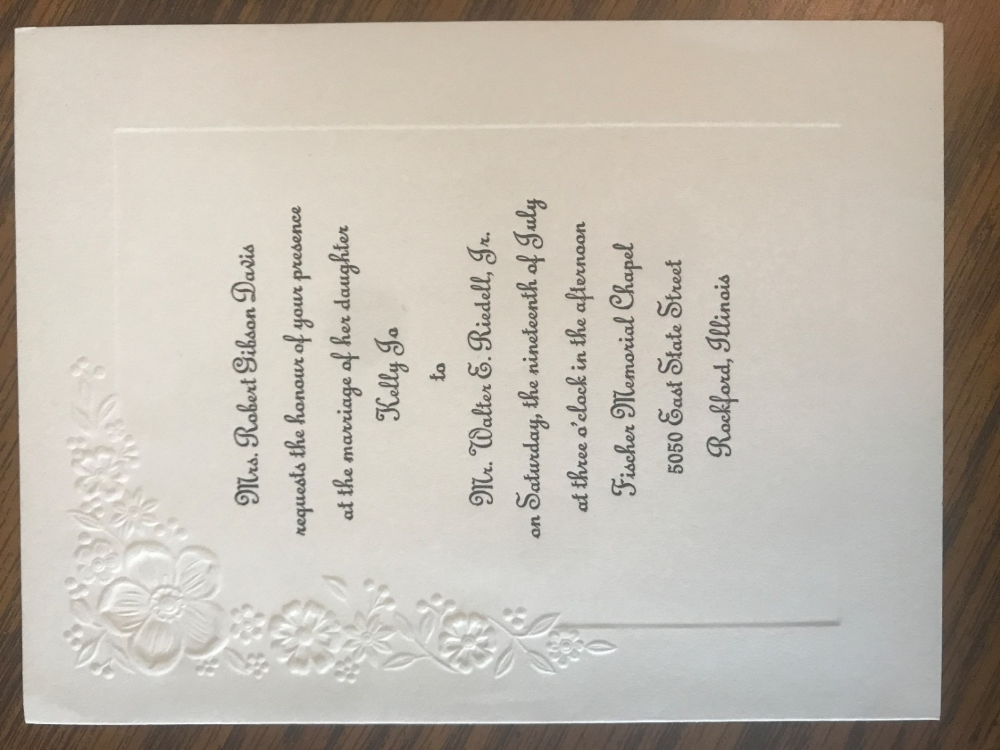 Mrs. Robert Gibson Davis
requests the honour of your presence
at the marriage of her daughter
Kelly Jo
to
Mr. Walter E. Riedell, Jr.
on Saturday, the nineteenth of July
at three o'clock in the afternoon
Fischer Memorial Chapel
5050 East State Street
Rockford, Illinois